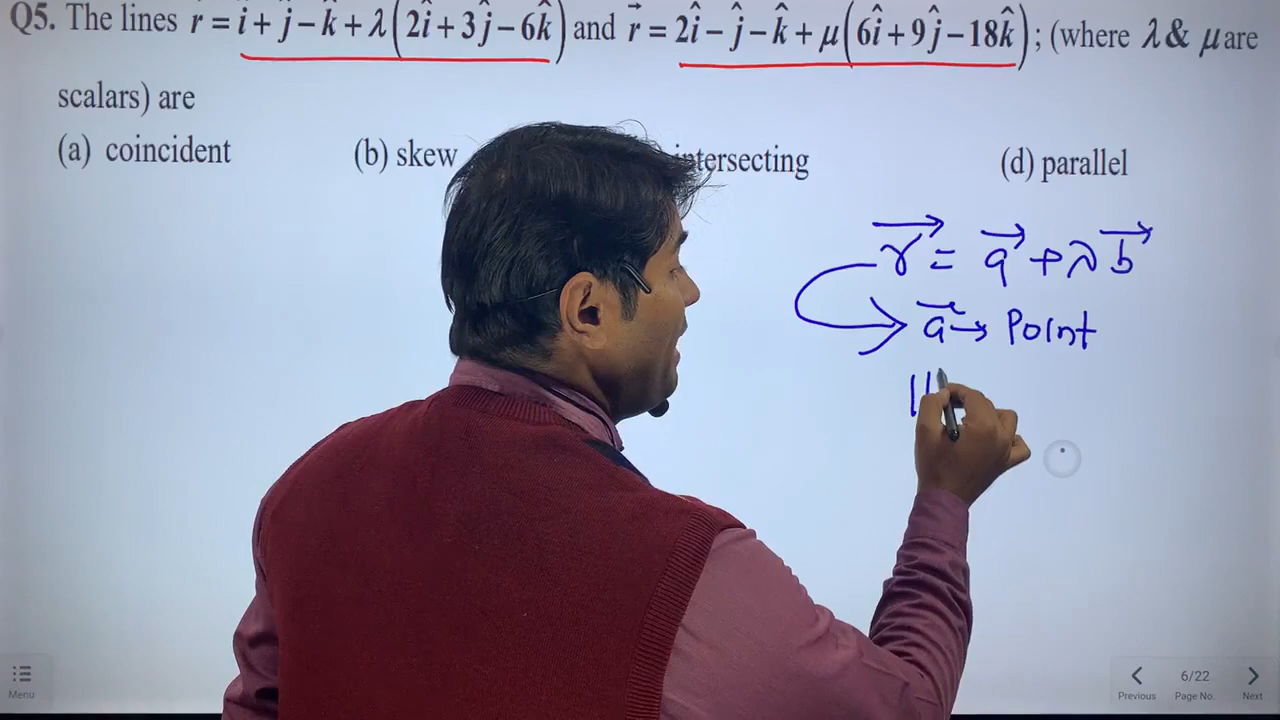 Q5. The lines r = i + j − k̂ + λ(2î + 3ĵ − 6k̂) and r⃗ = 2î − ĵ − k̂ + μ(6î + 9ĵ − 18k̂); (where λ & μ are
scalars) are
(a) coincident (b) skew intersecting (d) parallel
r⃗ = a⃗ + λb⃗
a⃗ → Point
||
Menu
Previous 6/22 Page No. Next